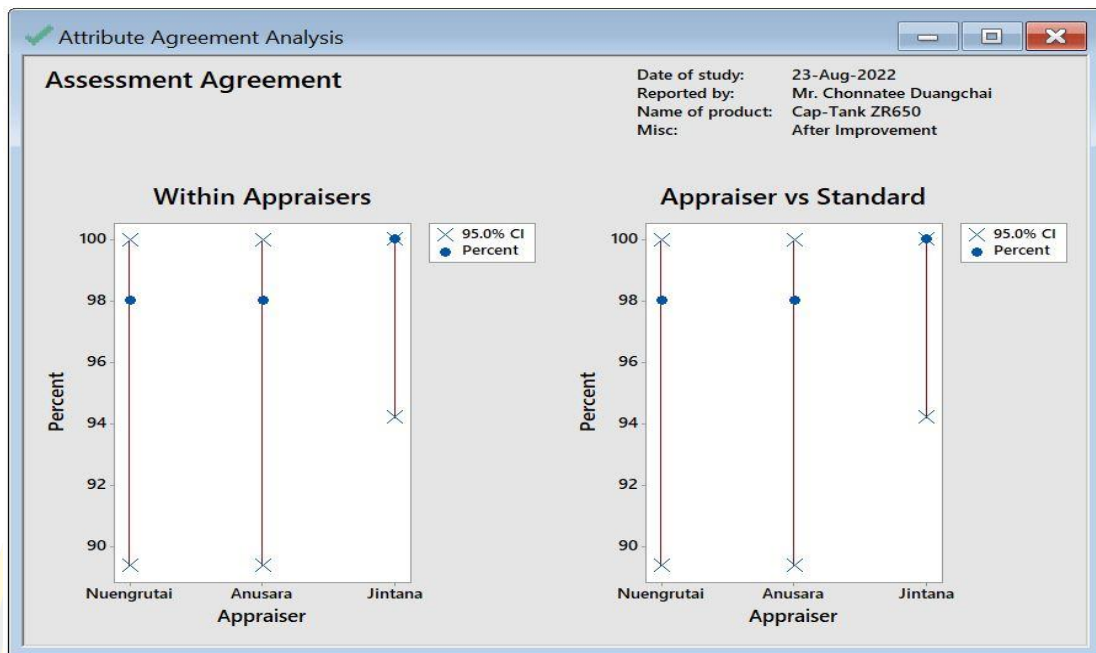 Attribute Agreement Analysis
Assessment Agreement
Date of study: 23-Aug-2022
Reported by: Mr. Chonnatee Duangchai
Name of product: Cap-Tank ZR650
Misc: After Improvement
Within Appraisers
100
98
96
94
92
90
Percent
Nuengrutai Anusara Jintana
Appraiser
95.0% CI
Percent
Appraiser vs Standard
100
98
96
94
92
90
Percent
Nuengrutai Anusara Jintana
Appraiser
95.0% CI
Percent